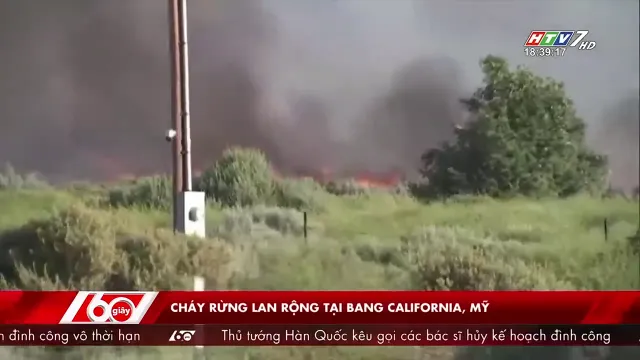 HTV7 HD
18:39:17
60 giây
CHÁY RỪNG LAN RỘNG TẠI BANG CALIFORNIA, MỸ
đình công vô thời hạn 60 Thủ tướng Hàn Quốc kêu gọi các bác sĩ hủy kế hoạch đình công